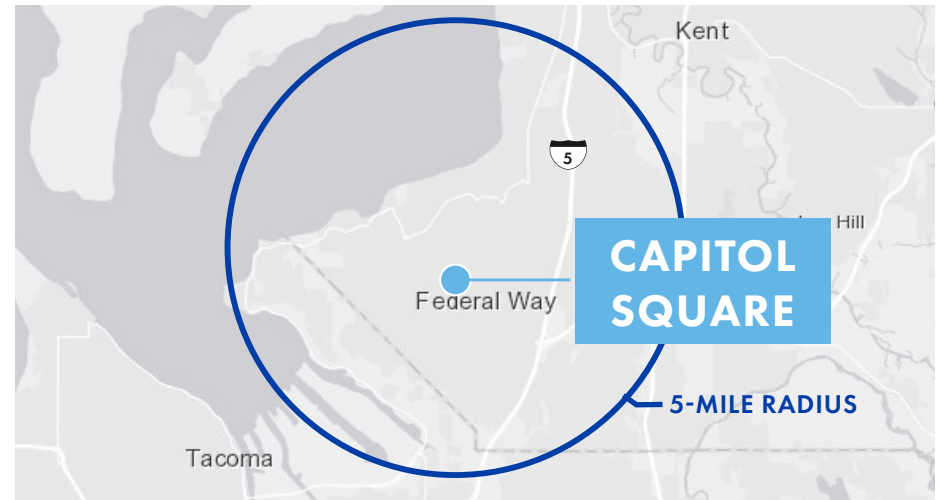 Kent
5
Hill
CAPITOL
SQUARE
Federal Way
5-MILE RADIUS
Tacoma